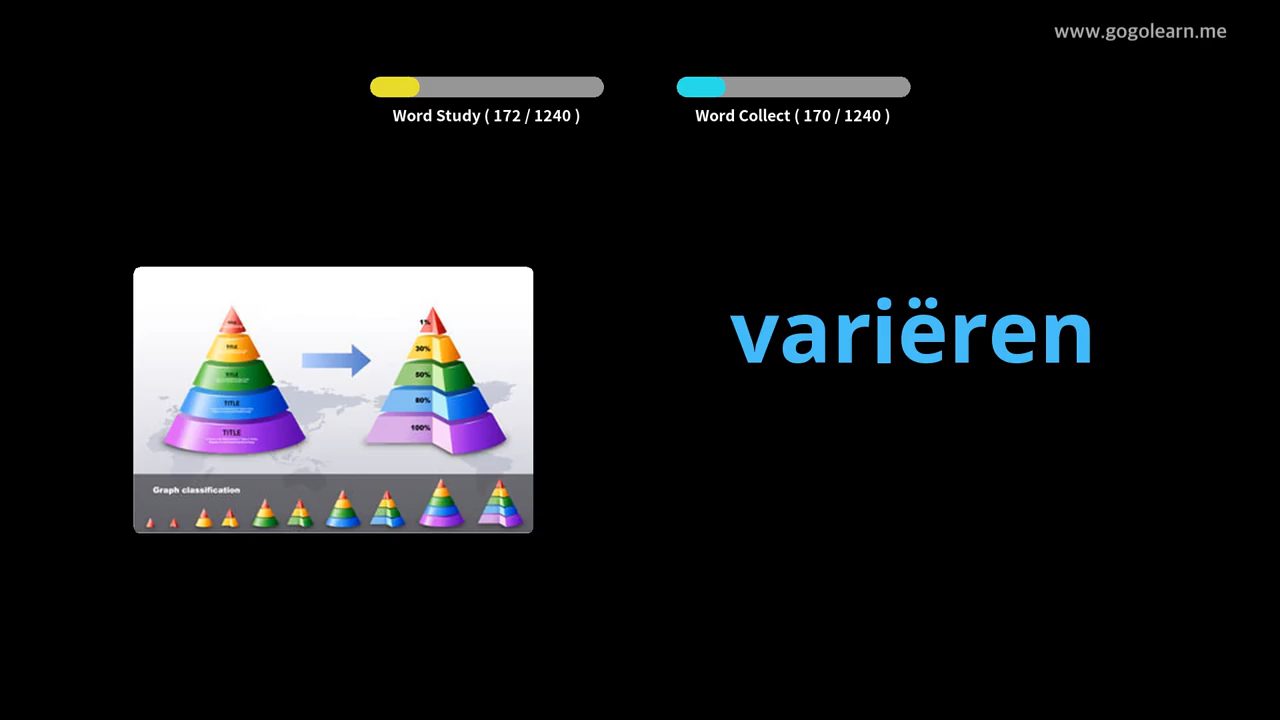 www.gogolearn.me
Word Study ( 172 / 1240 )
Word Collect ( 170 / 1240 )
variëren
1%
30%
TITLE
50%
TITLE
80%
TITLE
100%
Graph classification